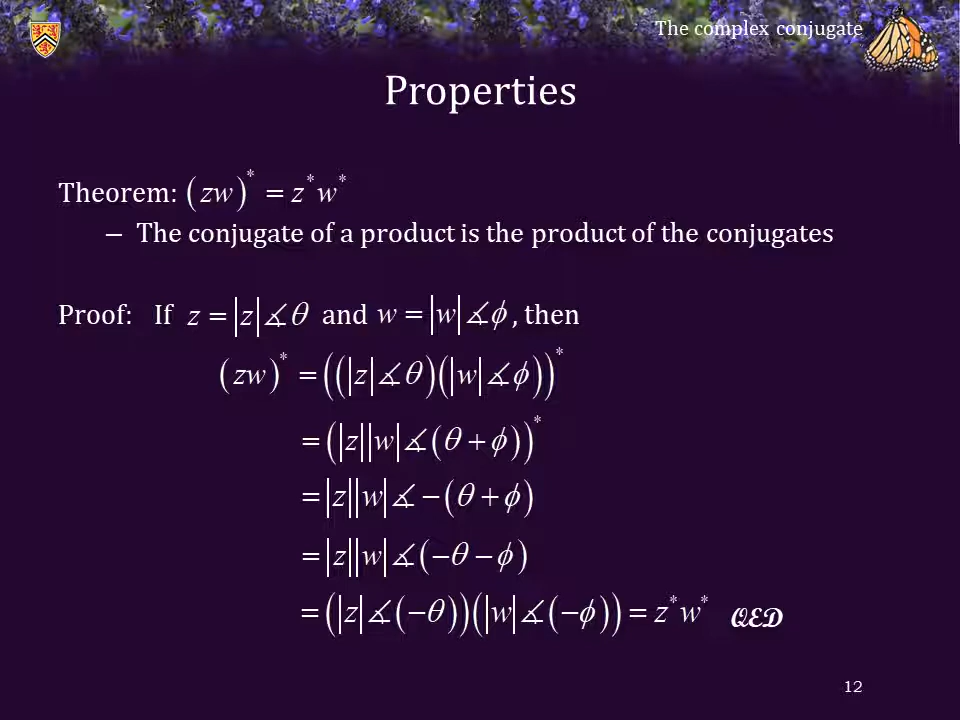 The complex conjugate
Properties
Theorem: (zw)* = z*w*
– The conjugate of a product is the product of the conjugates
Proof: If z = |z|∡θ and w = |w|∡ϕ, then
(zw)* = ((|z|∡θ)(|w|∡ϕ))*
= (|z||w|∡(θ + ϕ))*
= |z||w|∡ − (θ + ϕ)
= |z||w|∡(−θ − ϕ)
= (|z|∡(−θ))(|w|∡(−ϕ)) = z*w* QED
12